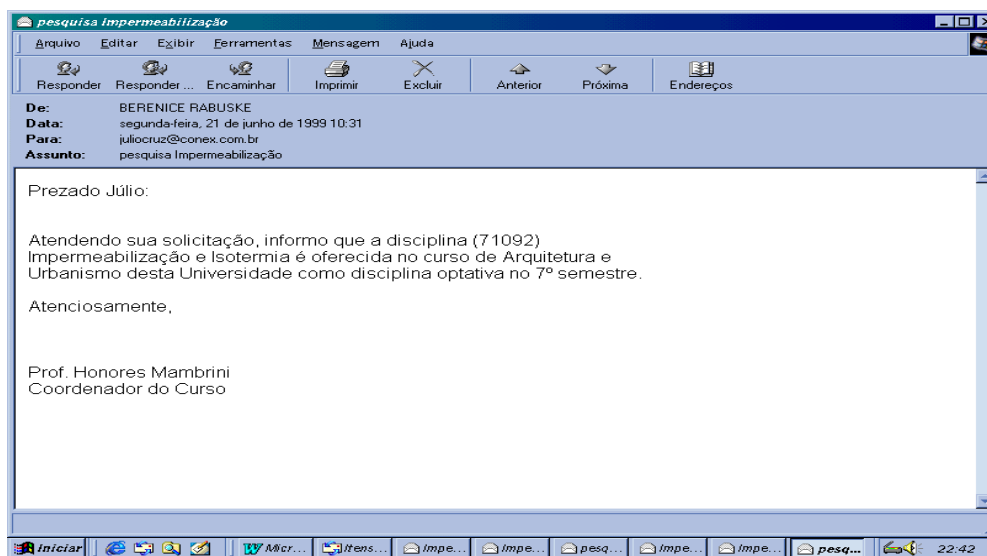 pesquisa Impermeabilização
Arquivo Editar Exibir Ferramentas Mensagem Ajuda
Responder Responder ... Encaminhar Imprimir Excluir Anterior Próxima Endereços
De: BERENICE RABUSKE
Data: segunda-feira, 21 de junho de 1999 10:31
Para: juliocruz@conex.com.br
Assunto: pesquisa Impermeabilização
Prezado Júlio:
Atendendo sua solicitação, informo que a disciplina (71092)
Impermeabilização e Isotermia é oferecida no curso de Arquitetura e
Urbanismo desta Universidade como disciplina optativa no 7º semestre.
Atenciosamente,
Prof. Honores Mambrini
Coordenador do Curso
Iniciar Micr... Itens... Impe... Impe... pesq... Impe... Impe... pesq... 22:42